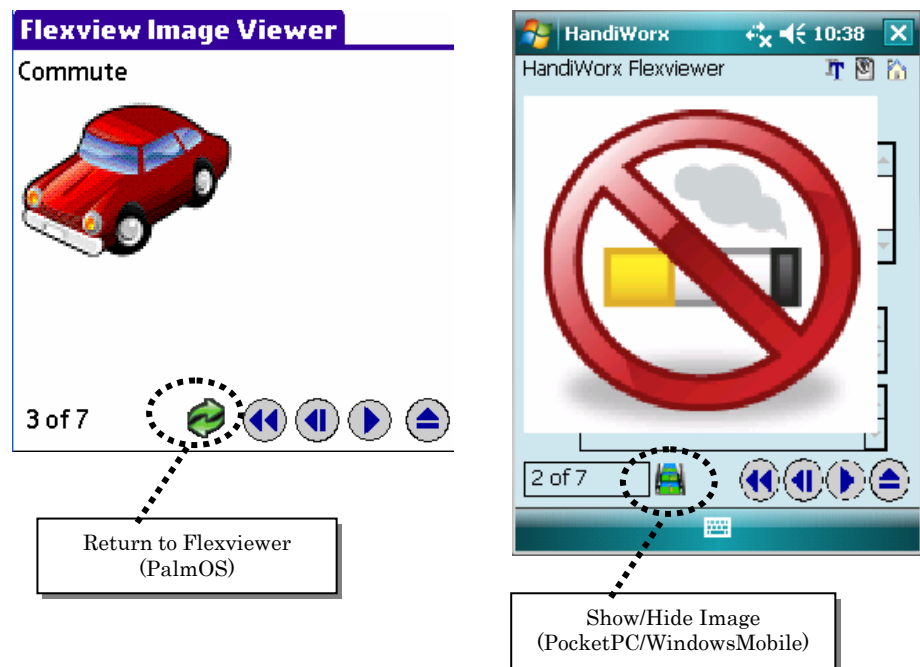 Flexview Image Viewer
Commute
3 of 7
Return to Flexviewer
(PalmOS)
HandiWorx
10:38
HandiWorx Flexviewer
2 of 7
Show/Hide Image
(PocketPC/WindowsMobile)